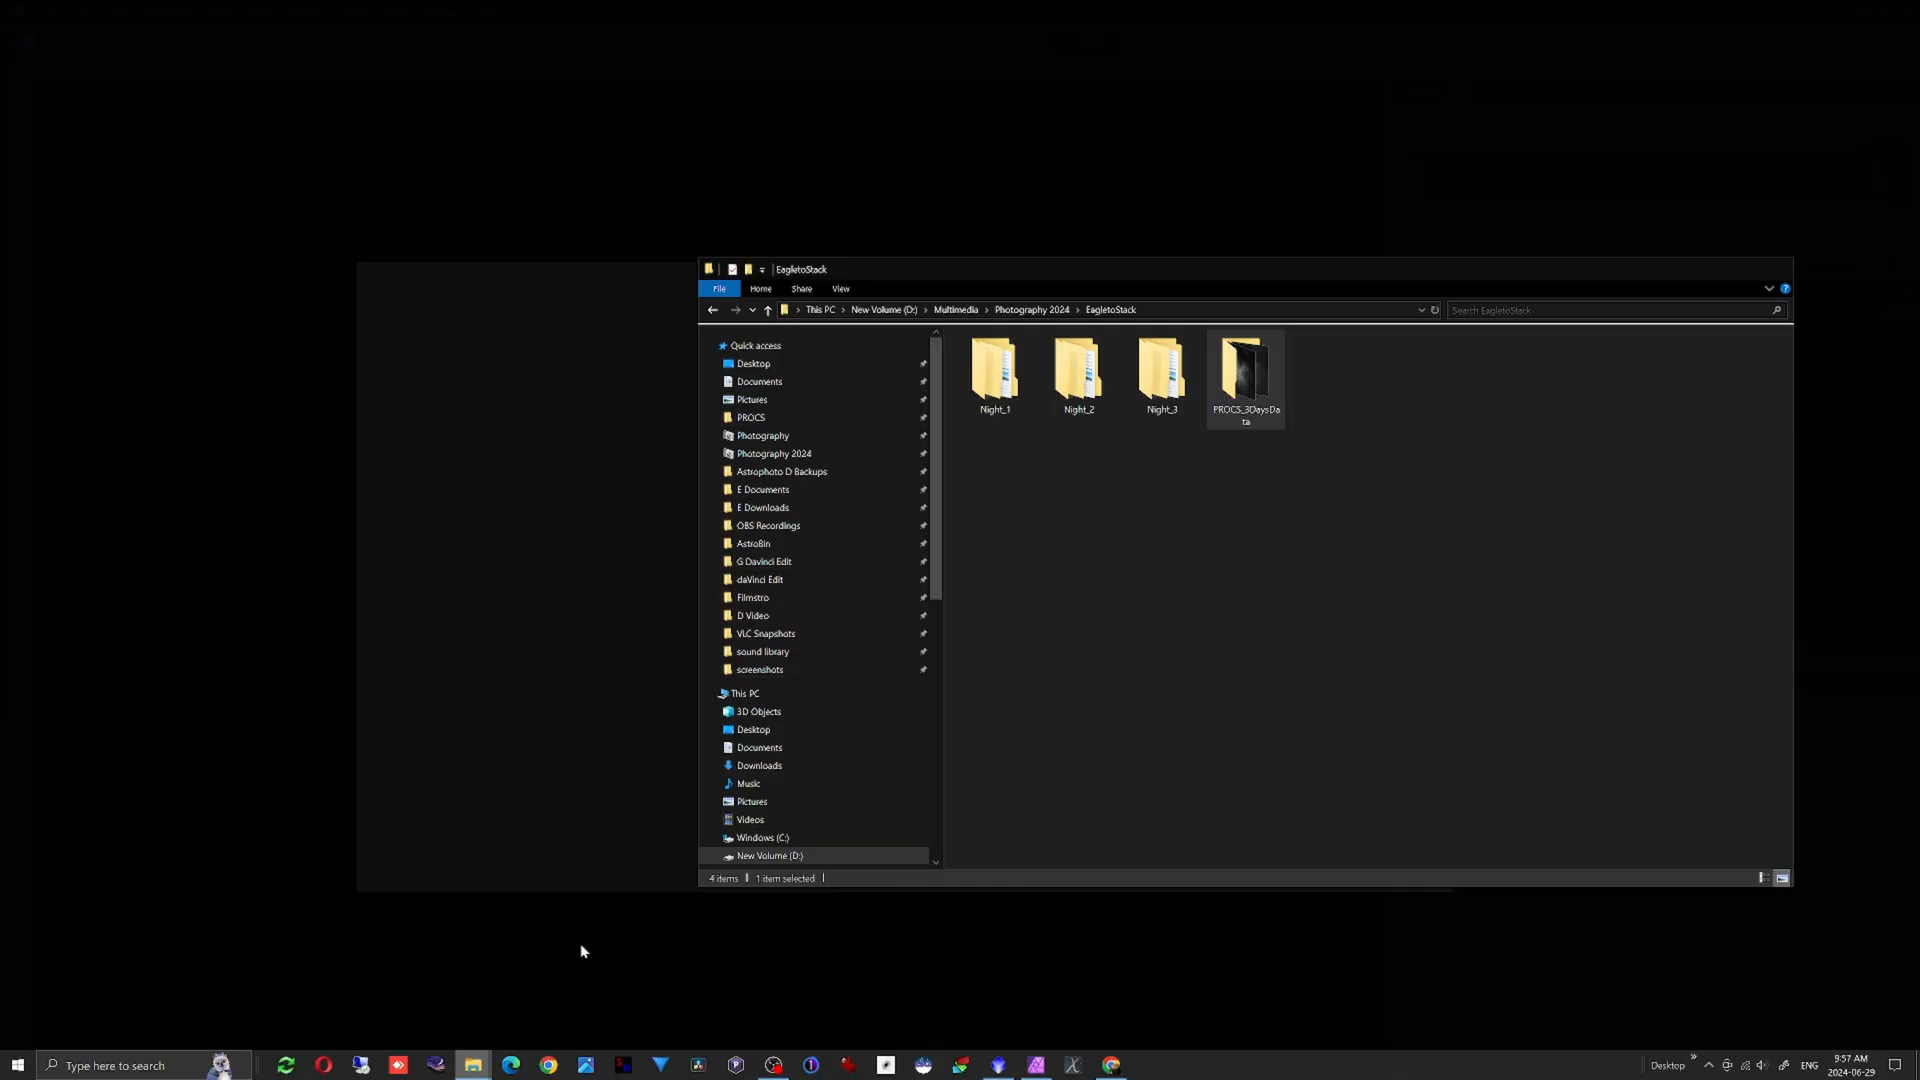 EagletoStack
File Home Share View
This PC New Volume (D:) Multimedia Photography 2024 EagletoStack
Search EagletoStack
Quick access
Desktop
Documents
Pictures
PROCS
Photography
Photography 2024
Astrophoto D Backups
E Documents
E Downloads
OBS Recordings
AstroBin
G Davinci Edit
daVinci Edit
Filmstro
D Video
VLC Snapshots
sound library
screenshots
This PC
3D Objects
Desktop
Documents
Downloads
Music
Pictures
Videos
Windows (C:)
New Volume (D:)
Night_1
Night_2
Night_3
PROCS_3DaysDa
ta
4 items 1 item selected
Type here to search
Desktop
ENG
9:57 AM
2024-06-29